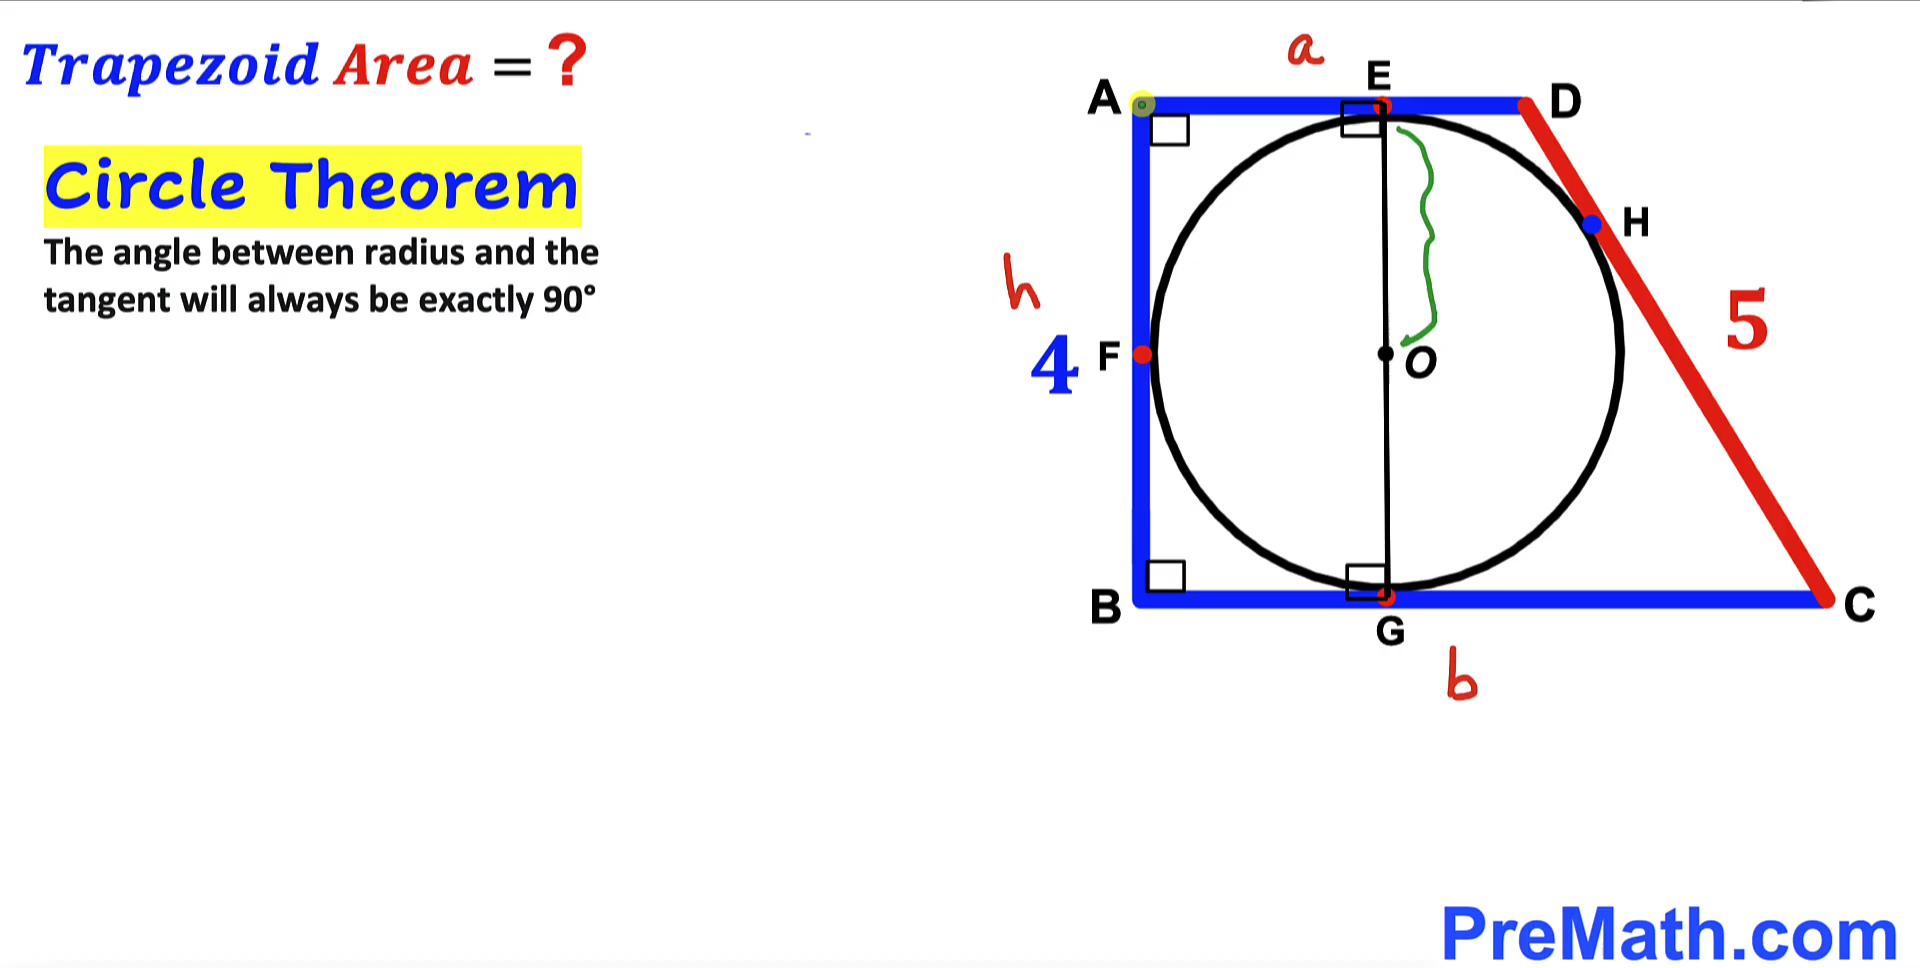 Trapezoid Area = ?
Circle Theorem
The angle between radius and the
tangent will always be exactly 90°
a
A
E
D
H
h
4
F
O
5
B
G
C
b
PreMath.com